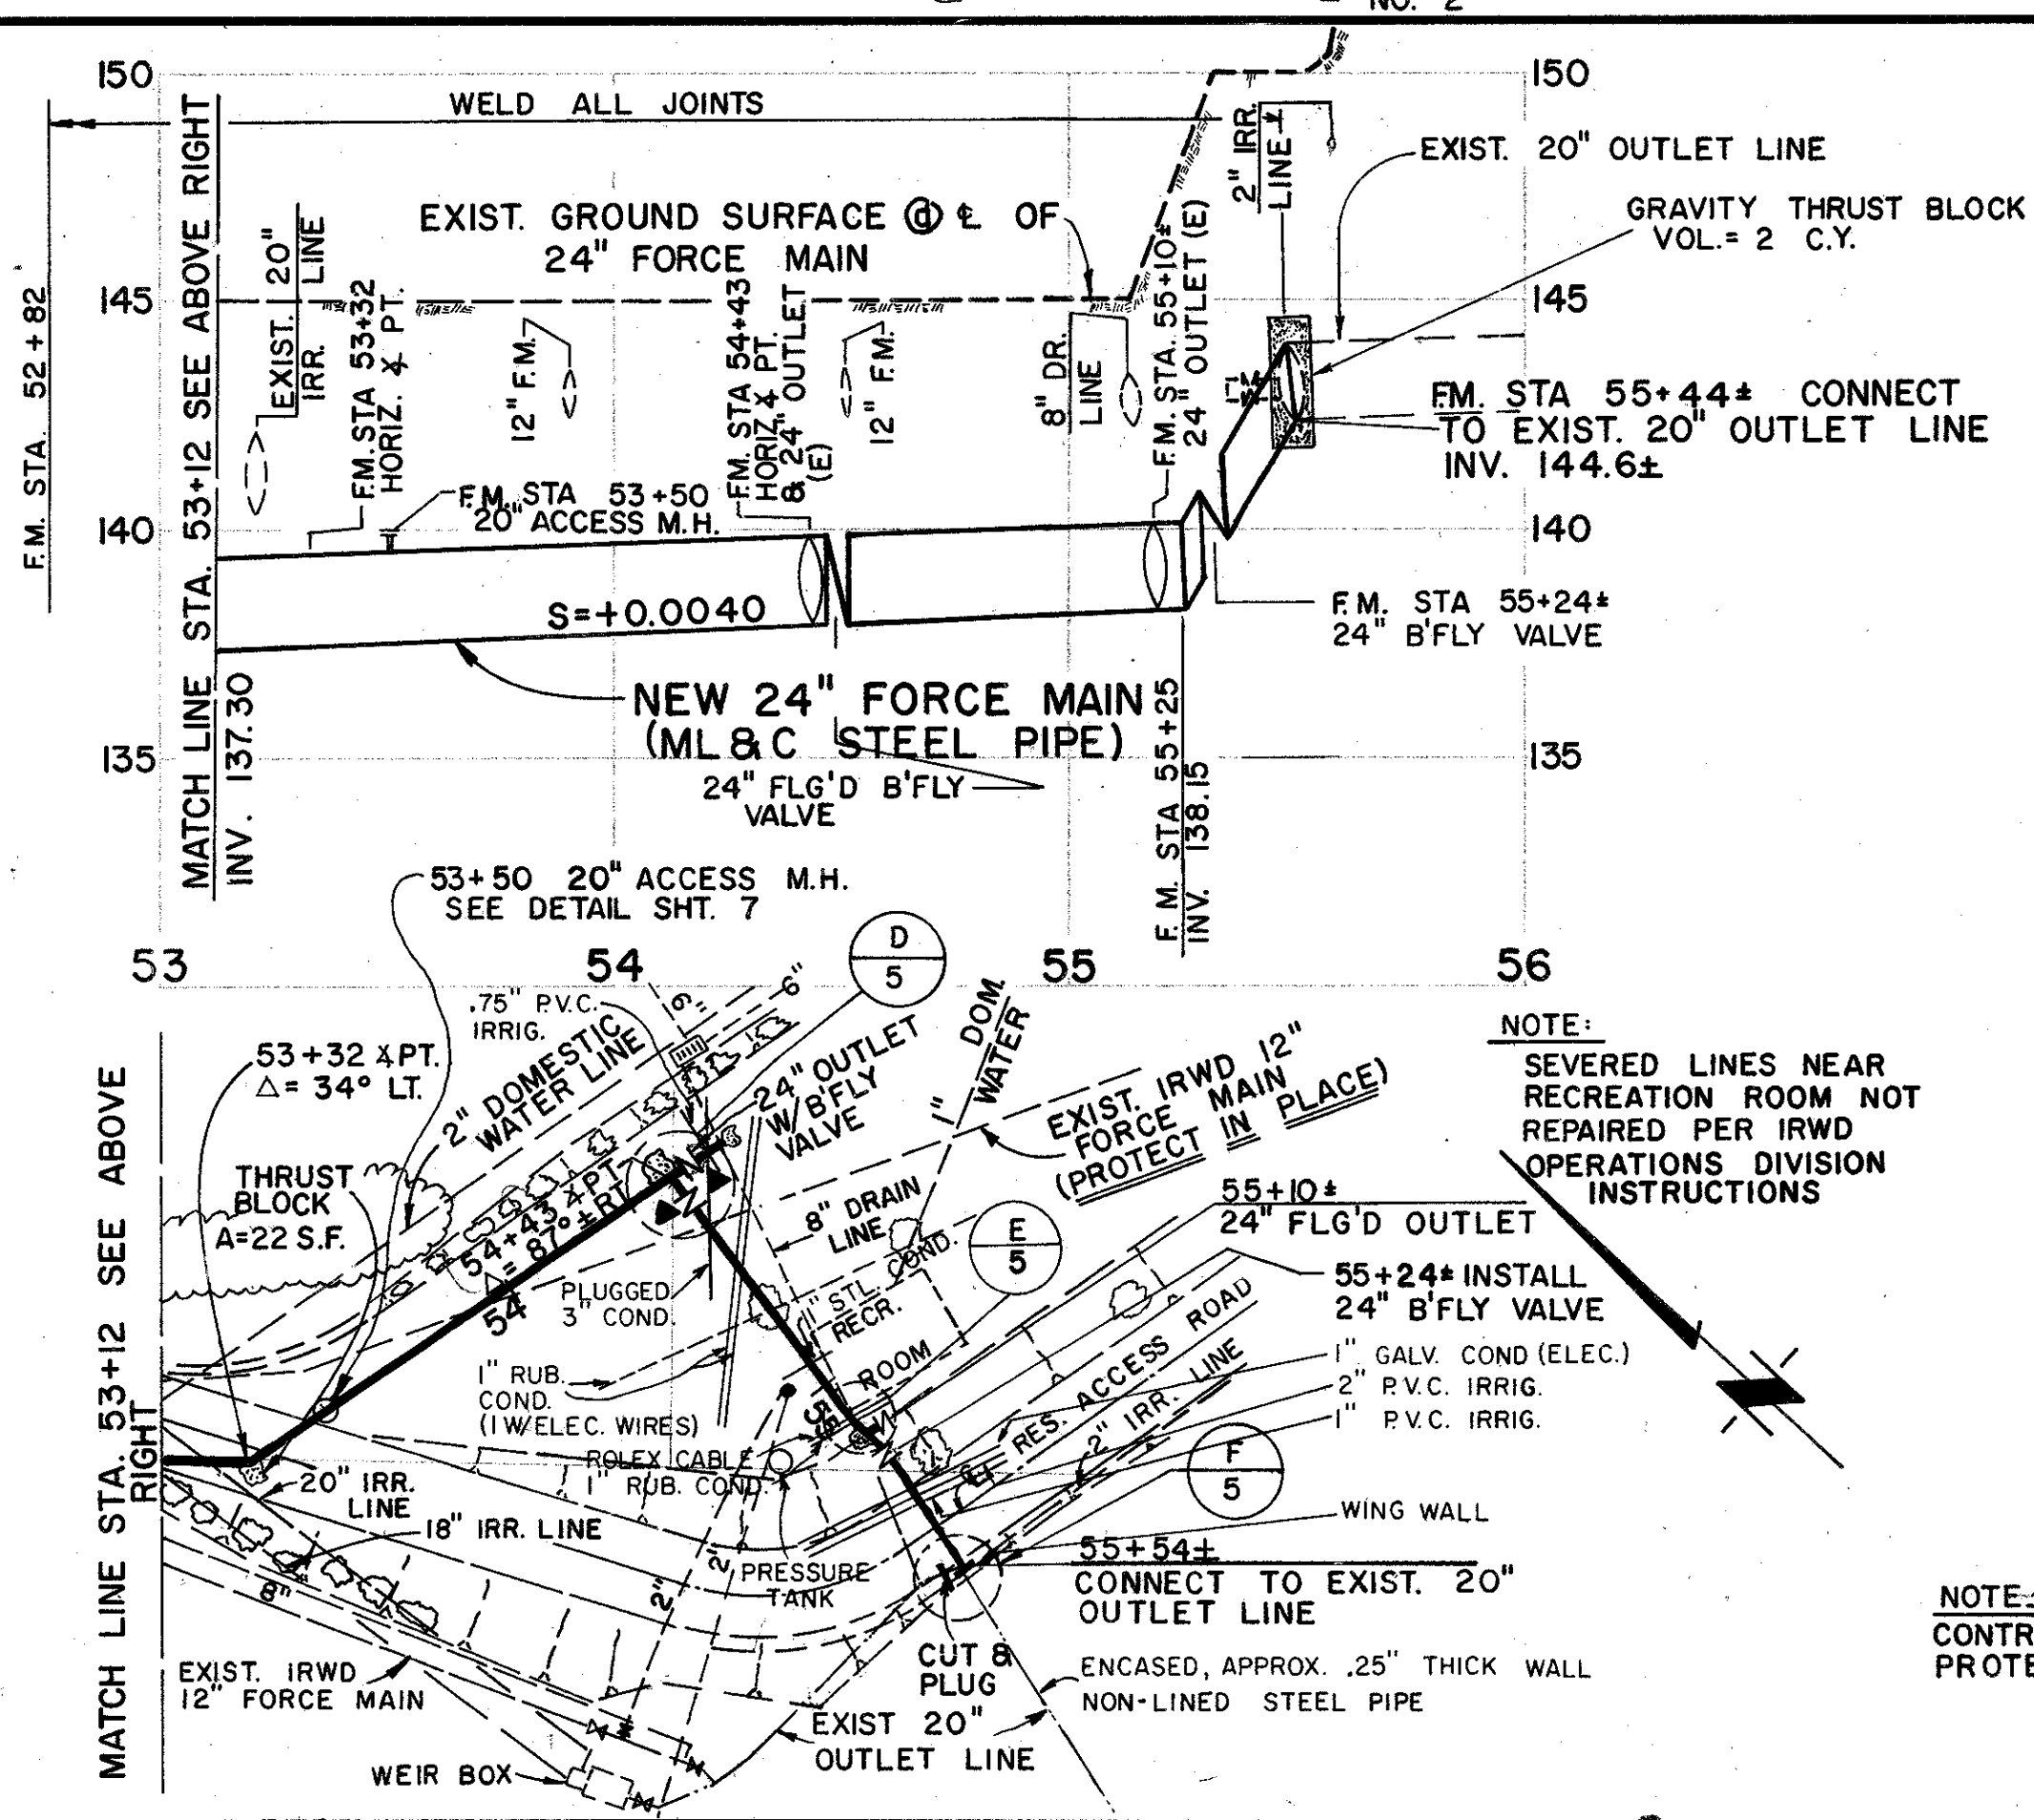 NO. 2
150
150
WELD ALL JOINTS
F.M. STA. 52+82
MATCH LINE STA. 53+12 SEE ABOVE RIGHT
INV. 137.30
EXIST. 20"
IRR. LINE
EXIST. GROUND SURFACE @ ℄ OF
24" FORCE MAIN
2" IRR.
LINE
EXIST. 20" OUTLET LINE
GRAVITY THRUST BLOCK
VOL.= 2 C.Y.
145
145
F.M. STA 53+32
HORIZ. ∡ PT.
12" F.M.
F.M. STA 54+43
HORIZ ∡ PT.
& 24" OUTLET
(E)
12" F.M.
8" DR.
LINE
F.M. STA. 55+10±
24" OUTLET (E)
F.M. STA 55+44± CONNECT
TO EXIST. 20" OUTLET LINE
INV. 144.6±
F.M. STA 53+50
20" ACCESS M.H.
140
140
S=+0.0040
F.M. STA 55+24±
24" B'FLY VALVE
NEW 24" FORCE MAIN
(ML & C STEEL PIPE)
135
135
24" FLG'D B'FLY
VALVE
F.M. STA 55+25
INV. 138.15
53+50 20" ACCESS M.H.
SEE DETAIL SHT. 7
D
5
53
54
55
56
.75" P.V.C.
IRRIG.
6"
6"
1" DOM.
WATER
NOTE:
SEVERED LINES NEAR
RECREATION ROOM NOT
REPAIRED PER IRWD
OPERATIONS DIVISION
INSTRUCTIONS
53+32 ∡ PT.
△= 34° LT.
2" DOMESTIC
WATER LINE
24" OUTLET
W/ B'FLY
VALVE
EXIST. IRWD 12"
FORCE MAIN
(PROTECT IN PLACE)
MATCH LINE STA. 53+12 SEE ABOVE
RIGHT
THRUST
BLOCK
A=22 S.F.
54+43 ∡ PT.
△= 87°± RT
54
8" DRAIN
LINE
E
5
55+10±
24" FLG'D OUTLET
PLUGGED
3" COND.
1" STL. COND.
RECR.
ROOM
55+24± INSTALL
24" B'FLY VALVE
1" RUB.
COND.
(1 W/ELEC. WIRES)
55
RES. ACCESS ROAD
2" IRR. LINE
1" GALV. COND (ELEC.)
2" P.V.C. IRRIG.
1" P.V.C. IRRIG.
ROLEX CABLE
1" RUB. COND.
℄
F
5
20" IRR.
LINE
18" IRR. LINE
WING WALL
8"
2"
2"
PRESSURE
TANK
55+54±
CONNECT TO EXIST. 20"
OUTLET LINE
EXIST. IRWD
12" FORCE MAIN
CUT &
PLUG
ENCASED, APPROX. .25" THICK WALL
NON-LINED STEEL PIPE
EXIST 20"
OUTLET LINE
WEIR BOX
NOTE:
CONTR
PROTE